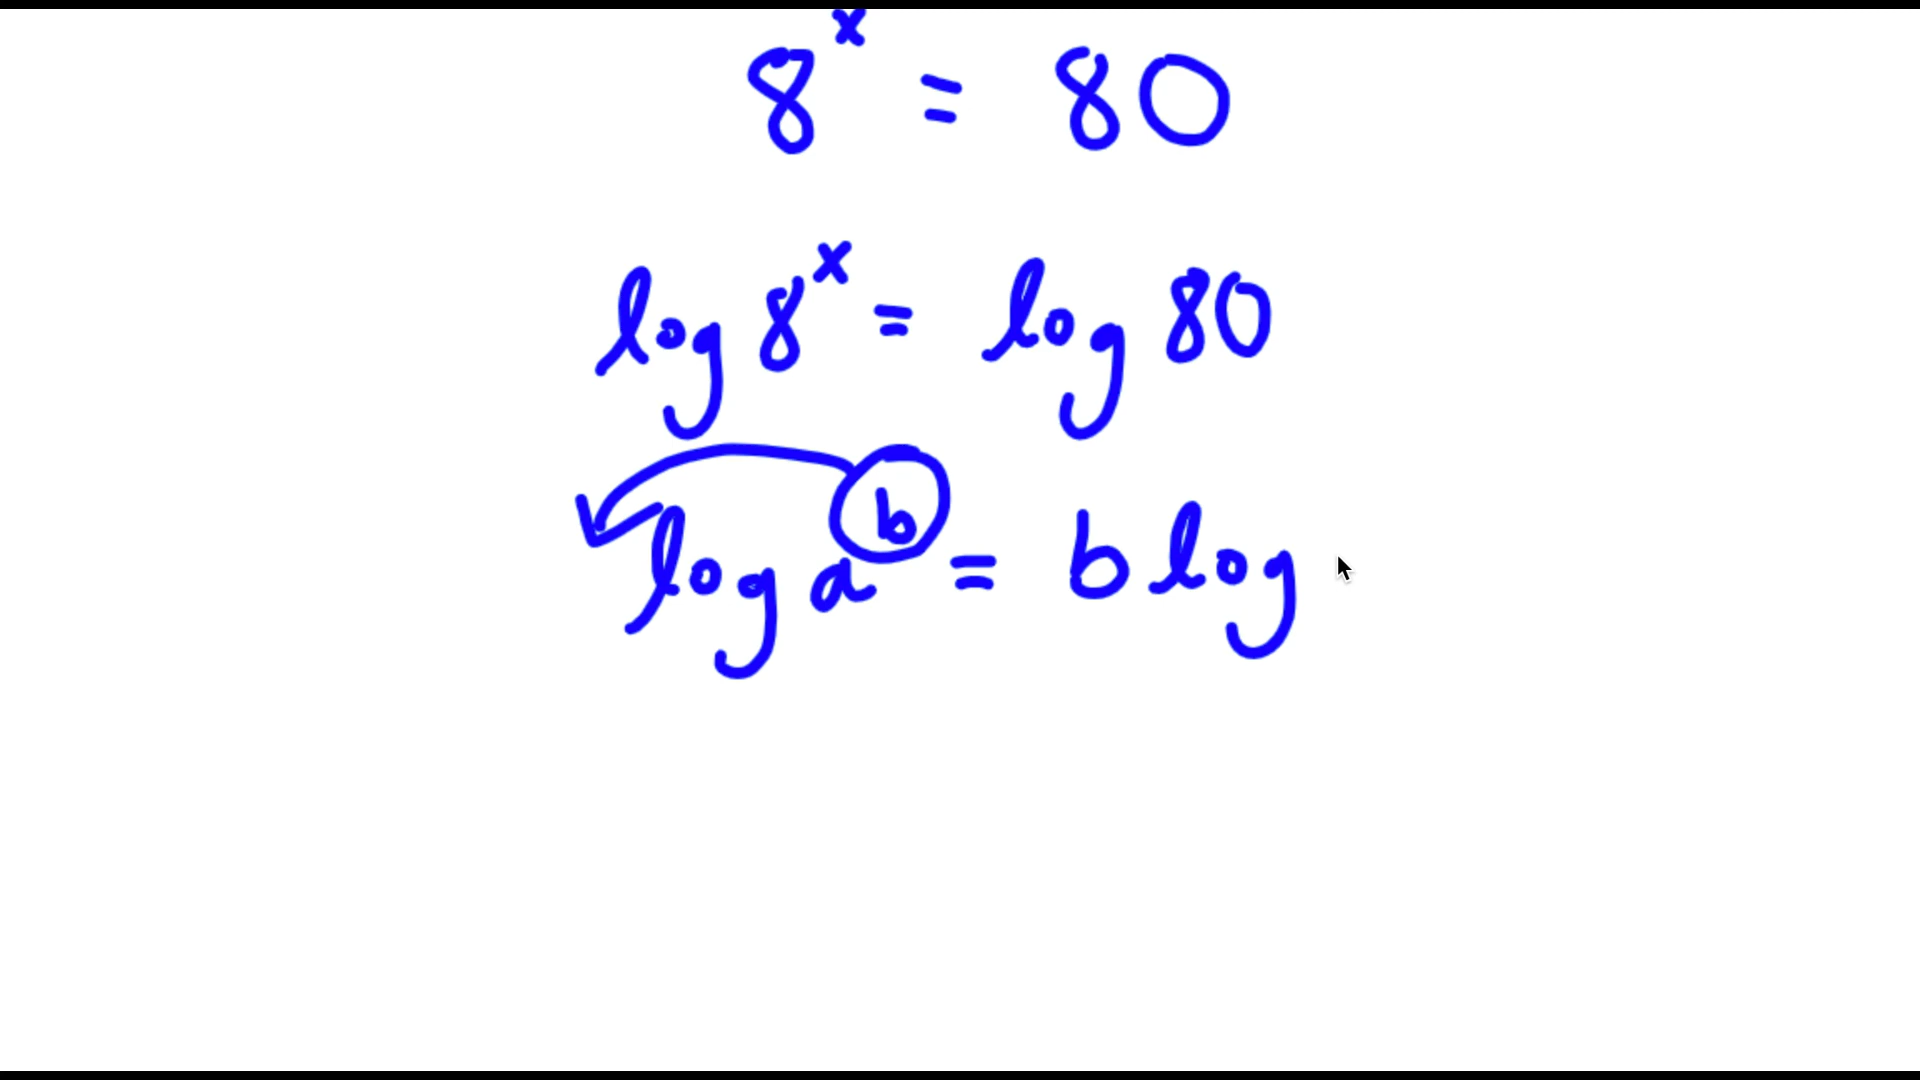 8^x = 80
log 8^x = log 80
log a^b = b log